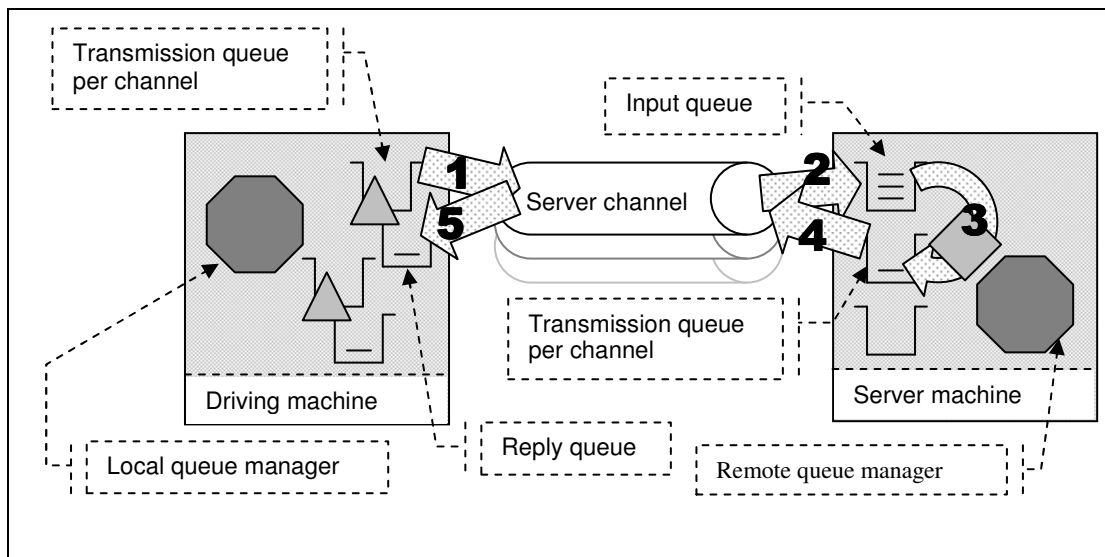 Transmission queue
per channel
Input queue
1
2
Server channel
5
4
3
Transmission queue
per channel
Driving machine
Server machine
Reply queue
Local queue manager
Remote queue manager